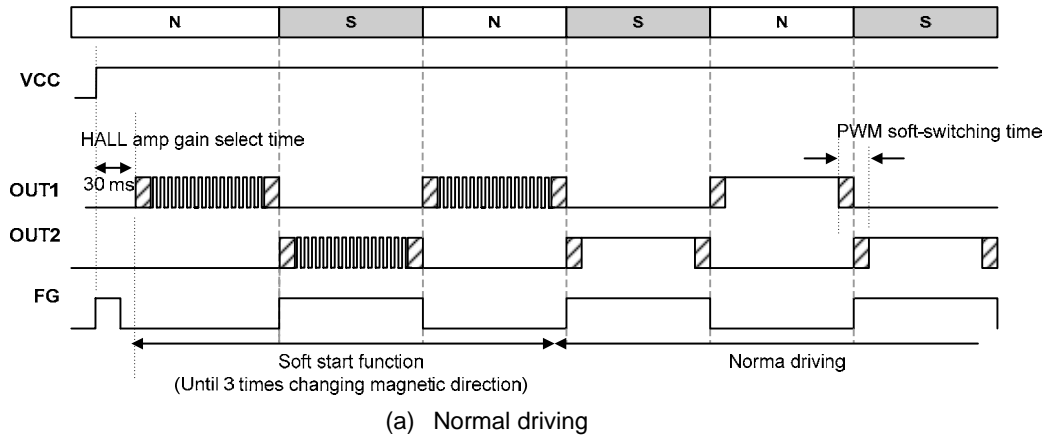 N S N S N S
VCC
HALL amp gain select time
PWM soft-switching time
30 ms
OUT1
OUT2
FG
Soft start function
(Until 3 times changing magnetic direction)
Norma driving
(a) Normal driving